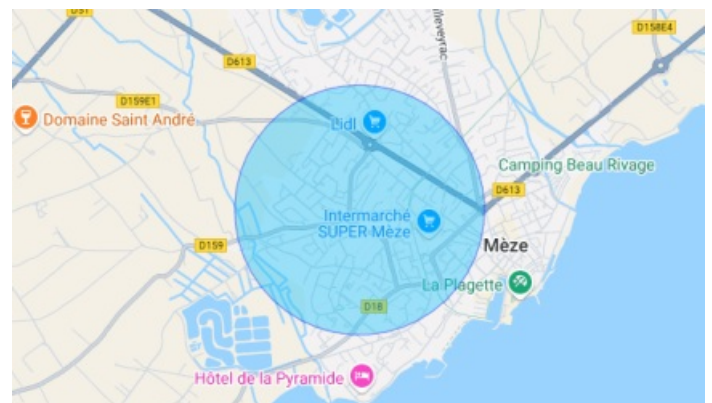 D51
D613
lleveyrac
D158E4
D159E1
Domaine Saint André
Lidl
Camping Beau Rivage
D613
Intermarché
SUPER Mèze
D159
Mèze
La Plagette
D18
Hôtel de la Pyramide